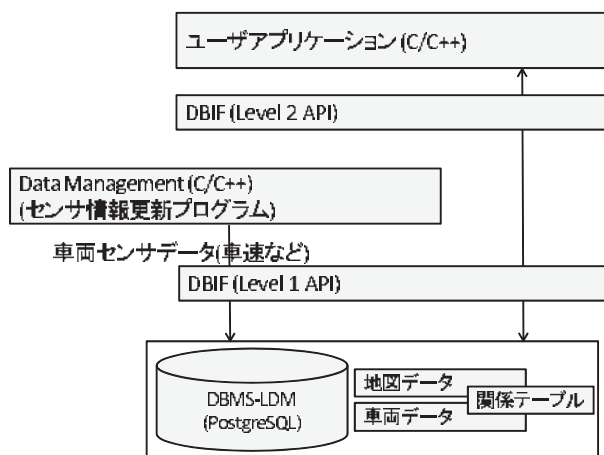 ユーザアプリケーション(C/C++)
DBIF (Level 2 API)
Data Management (C/C++)
(センサ情報更新プログラム)
車両センサデータ(車速など)
DBIF (Level 1 API)
DBMS-LDM
(PostgreSQL)
地図データ
関係テーブル
車両データ